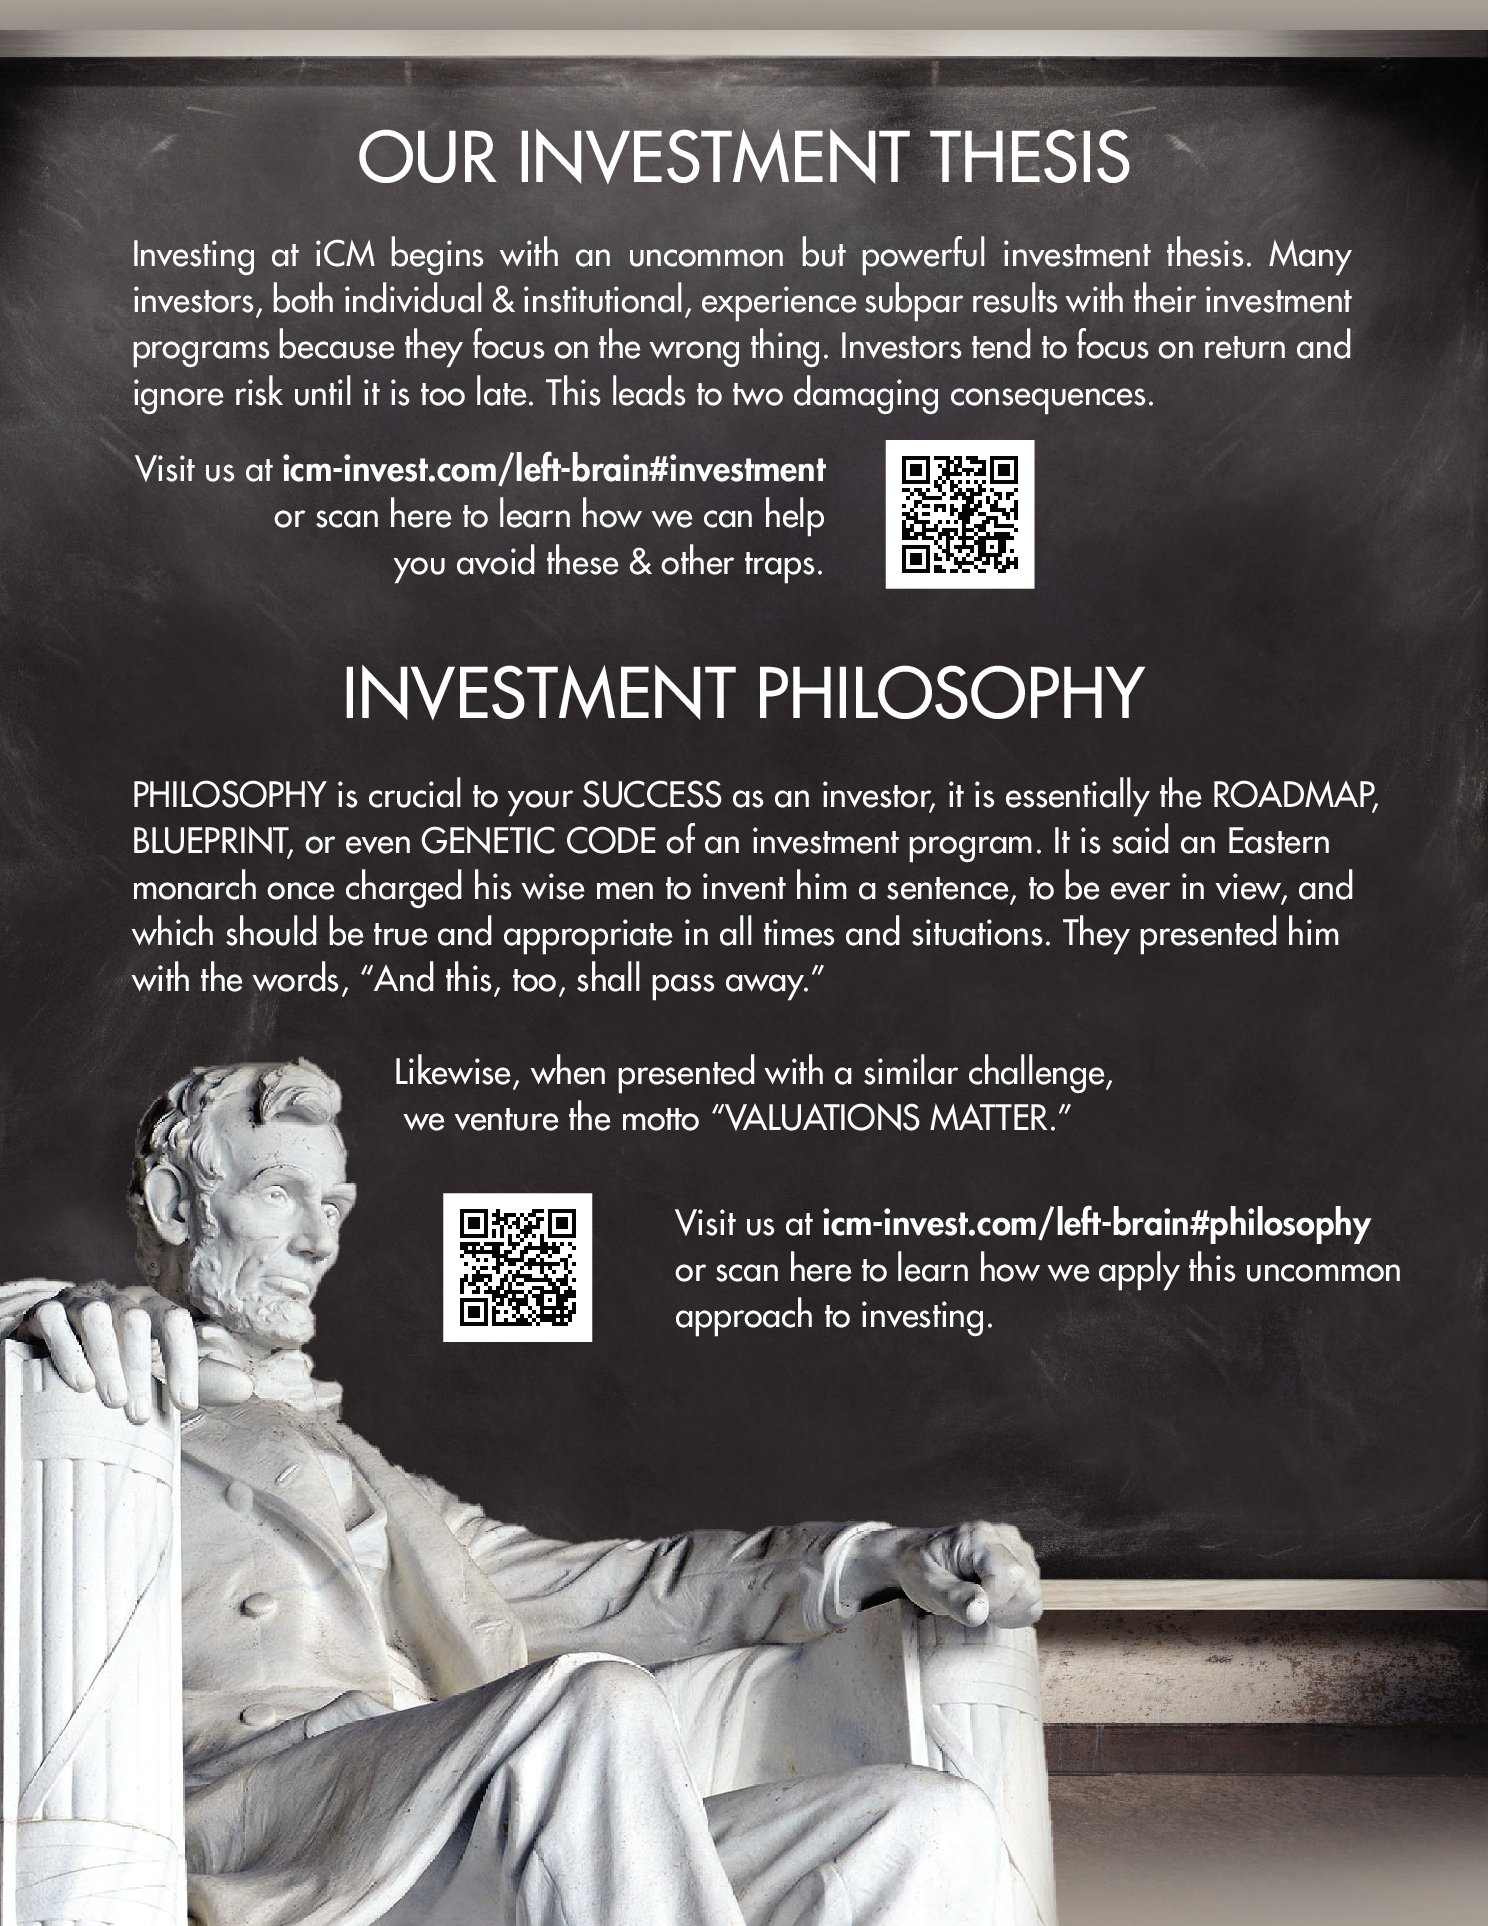 OUR INVESTMENT THESIS
Investing at iCM begins with an uncommon but powerful investment thesis. Many
investors, both individual & institutional, experience subpar results with their investment
programs because they focus on the wrong thing. Investors tend to focus on return and
ignore risk until it is too late. This leads to two damaging consequences.
Visit us at icm-invest.com/left-brain#investment
or scan here to learn how we can help
you avoid these & other traps.
INVESTMENT PHILOSOPHY
PHILOSOPHY is crucial to your SUCCESS as an investor, it is essentially the ROADMAP,
BLUEPRINT, or even GENETIC CODE of an investment program. It is said an Eastern
monarch once charged his wise men to invent him a sentence, to be ever in view, and
which should be true and appropriate in all times and situations. They presented him
with the words, “And this, too, shall pass away.”
Likewise, when presented with a similar challenge,
we venture the motto “VALUATIONS MATTER.”
Visit us at icm-invest.com/left-brain#philosophy
or scan here to learn how we apply this uncommon
approach to investing.